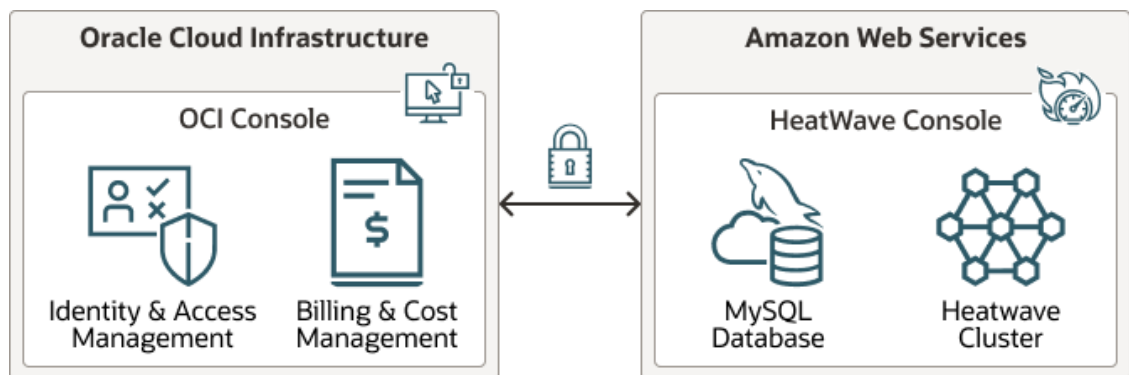 Oracle Cloud Infrastructure
OCI Console
Identity & Access
Management
$
Billing & Cost
Management
Amazon Web Services
HeatWave Console
MySQL
Database
Heatwave
Cluster